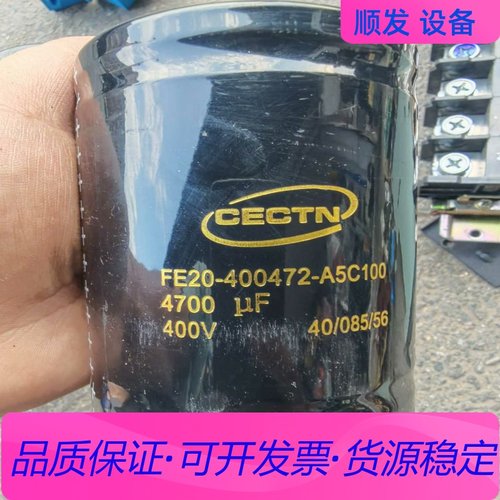 顺发 设备
CECTN
FE20-400472-A5C100
4700 µF
400V 40/085/56
品质保证·可开发票·货源稳定